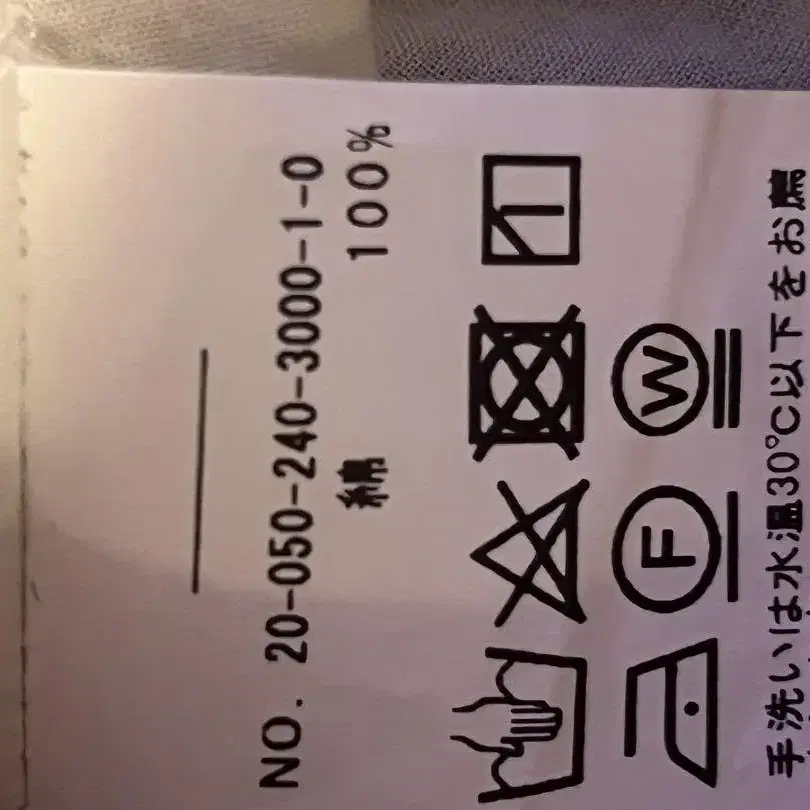 NO. 20-050-240-3000-1-0
綿 100%
F W
手洗いは水温30℃以下をお薦